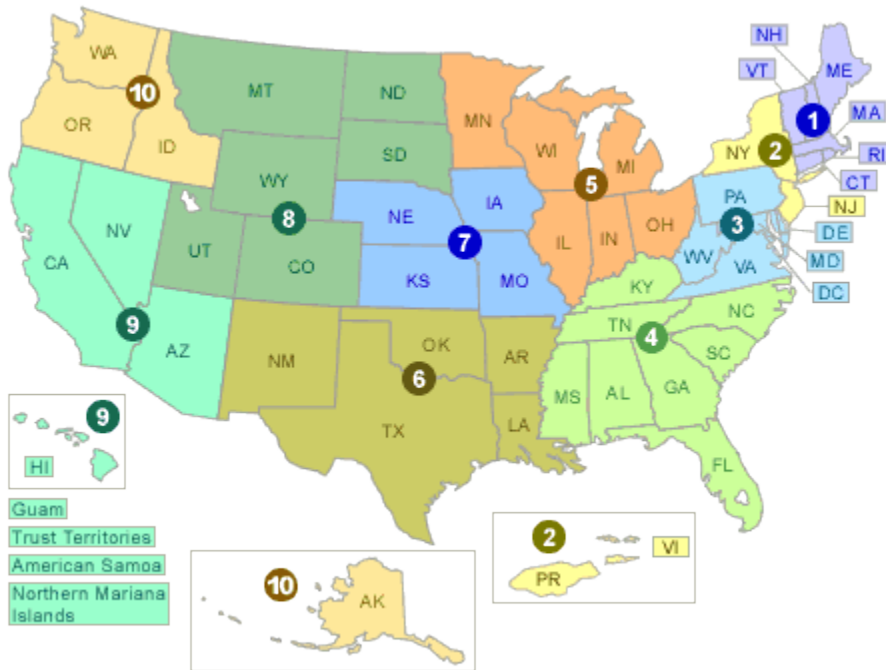 WA
MT
ND
MN
NH
VT
ME
10
OR
ID
SD
WI
MI
1
MA
NY
2
RI
CT
WY
5
PA
NJ
8
NE
IA
3
DE
NV
IL
IN
OH
WV
VA
MD
CA
UT
CO
7
KS
MO
KY
DC
9
AZ
NM
OK
AR
TN
4
NC
6
SC
TX
LA
MS
AL
GA
9
HI
FL
Guam
Trust Territories
American Samoa
Northern Mariana
Islands
10
AK
2
VI
PR